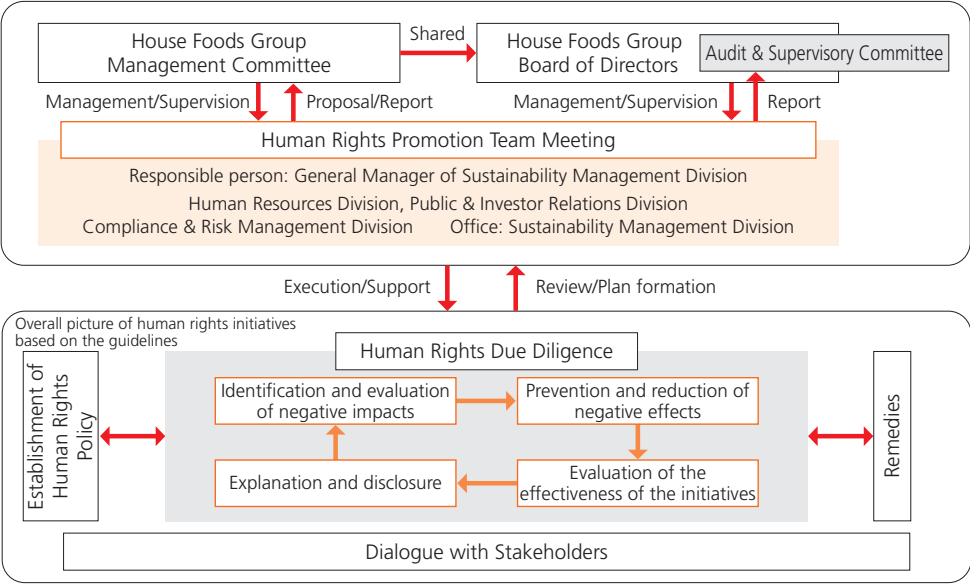 House Foods Group
Management Committee
Shared
House Foods Group
Board of Directors
Audit & Supervisory Committee
Management/Supervision
Proposal/Report
Management/Supervision
Report
Human Rights Promotion Team Meeting
Responsible person: General Manager of Sustainability Management Division
Human Resources Division, Public & Investor Relations Division
Compliance & Risk Management Division
Office: Sustainability Management Division
Execution/Support
Review/Plan formation
Overall picture of human rights initiatives
based on the guidelines
Human Rights Due Diligence
Establishment of
Human Rights
Policy
Identification and evaluation
of negative impacts
Prevention and reduction of
negative effects
Explanation and disclosure
Evaluation of the
effectiveness of the initiatives
Remedies
Dialogue with Stakeholders